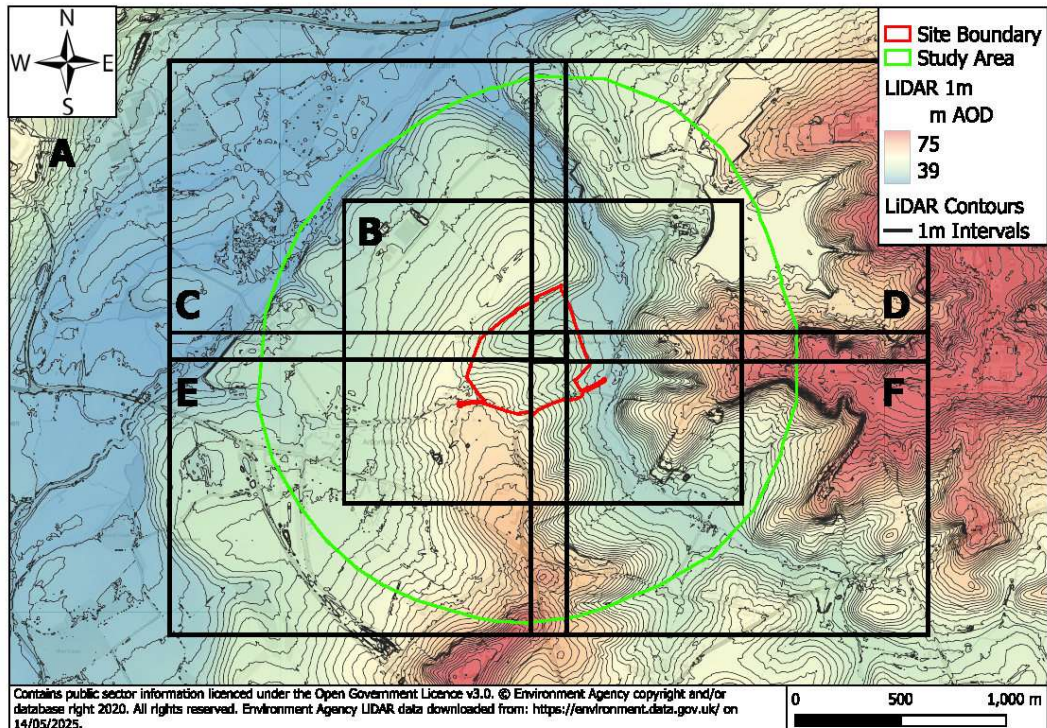 N
W E
S
Site Boundary
Study Area
LiDAR 1m
m AOD
75
39
LiDAR Contours
1m Intervals
A
B
C
D
E
F
Contains public sector information licenced under the Open Government Licence v3.0. © Environment Agency copyright and/or
database right 2020. All rights reserved. Environment Agency LIDAR data downloaded from: https://environment.data.gov.uk/ on
14/05/2025.
0 500 1,000 m